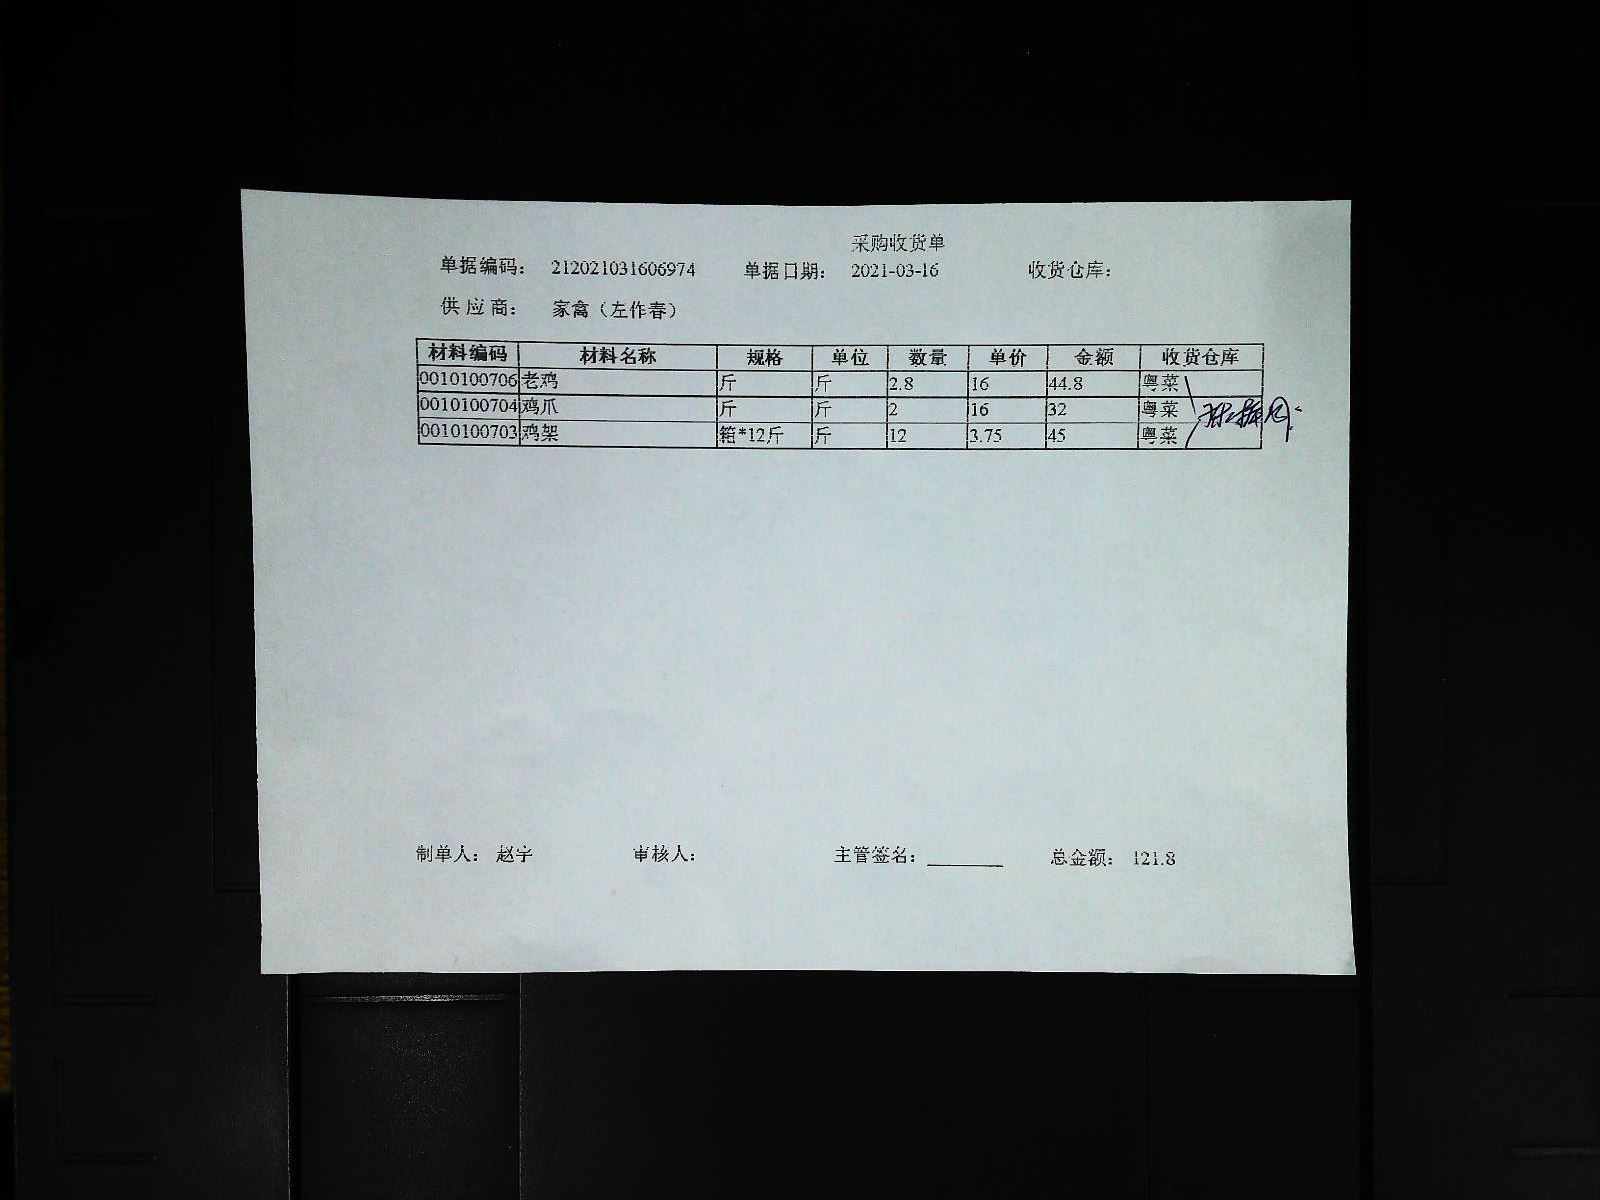 采购收货单
单据编码： 212021031606974 单据日期： 2021-03-16 收货仓库：
供应商： 家禽（左作春）
材料编码 材料名称 规格 单位 数量 单价 金额 收货仓库
0010100706 老鸡 斤 斤 2.8 16 44.8 粤菜
0010100704 鸡爪 斤 斤 2 16 32 粤菜
0010100703 鸡架 箱*12斤 斤 12 3.75 45 粤菜
制单人： 赵宇 审核人： 主管签名： 总金额： 121.8